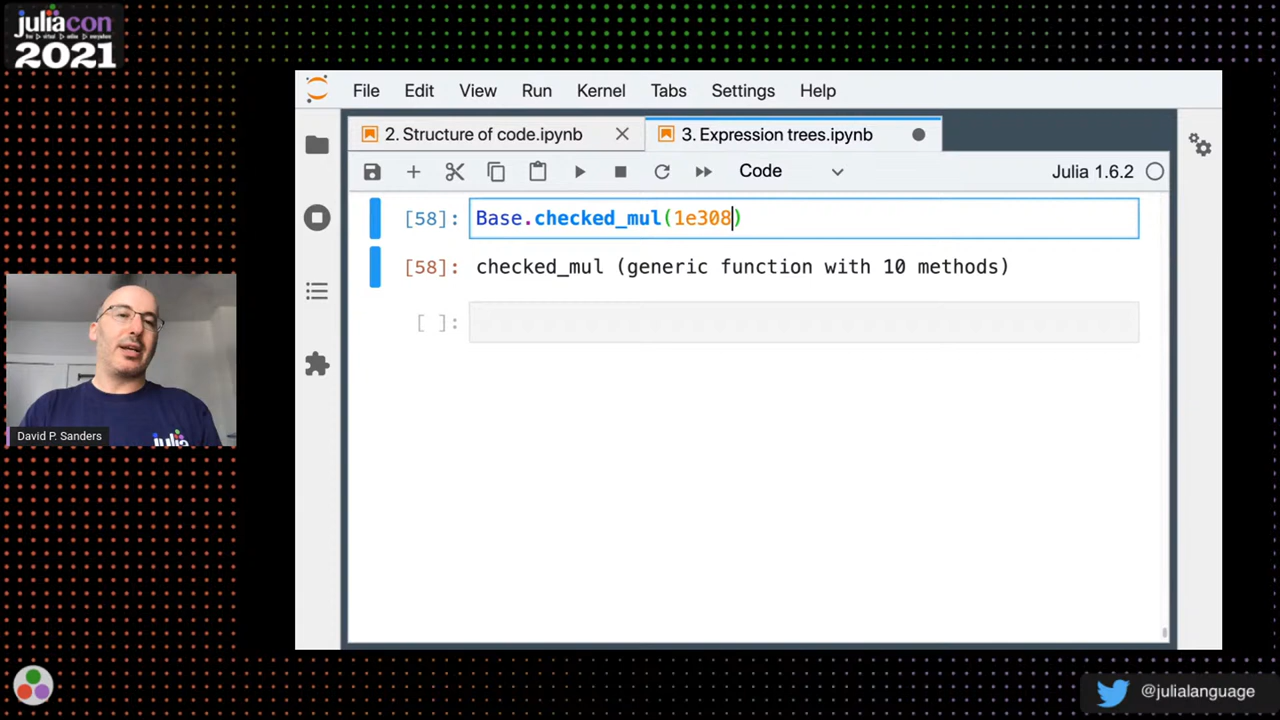 juliacon
2021
File Edit View Run Kernel Tabs Settings Help
2. Structure of code.ipynb
3. Expression trees.ipynb
Code
Julia 1.6.2
[58]: Base.checked_mul(1e308)
[58]: checked_mul (generic function with 10 methods)
[ ]:
julia
David P. Sanders
@julialanguage